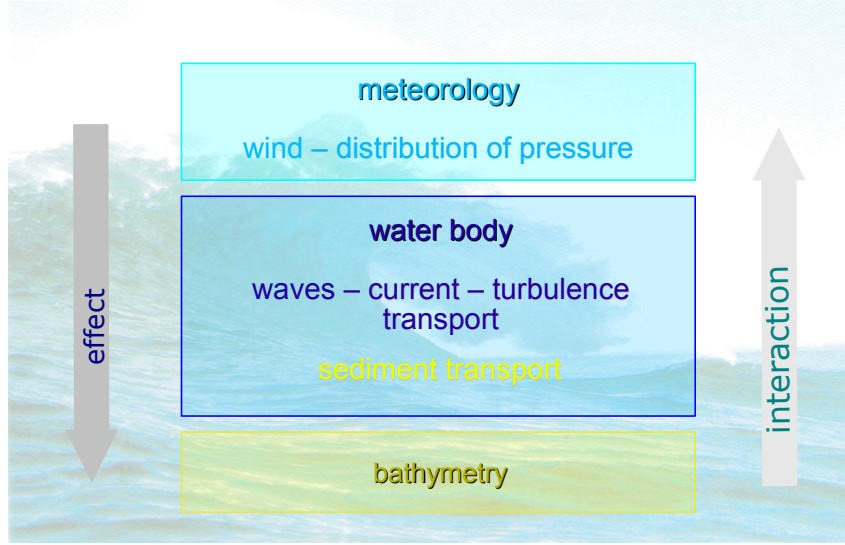 meteorology
wind – distribution of pressure
water body
waves – current – turbulence
transport
sediment transport
bathymetry
effect
interaction